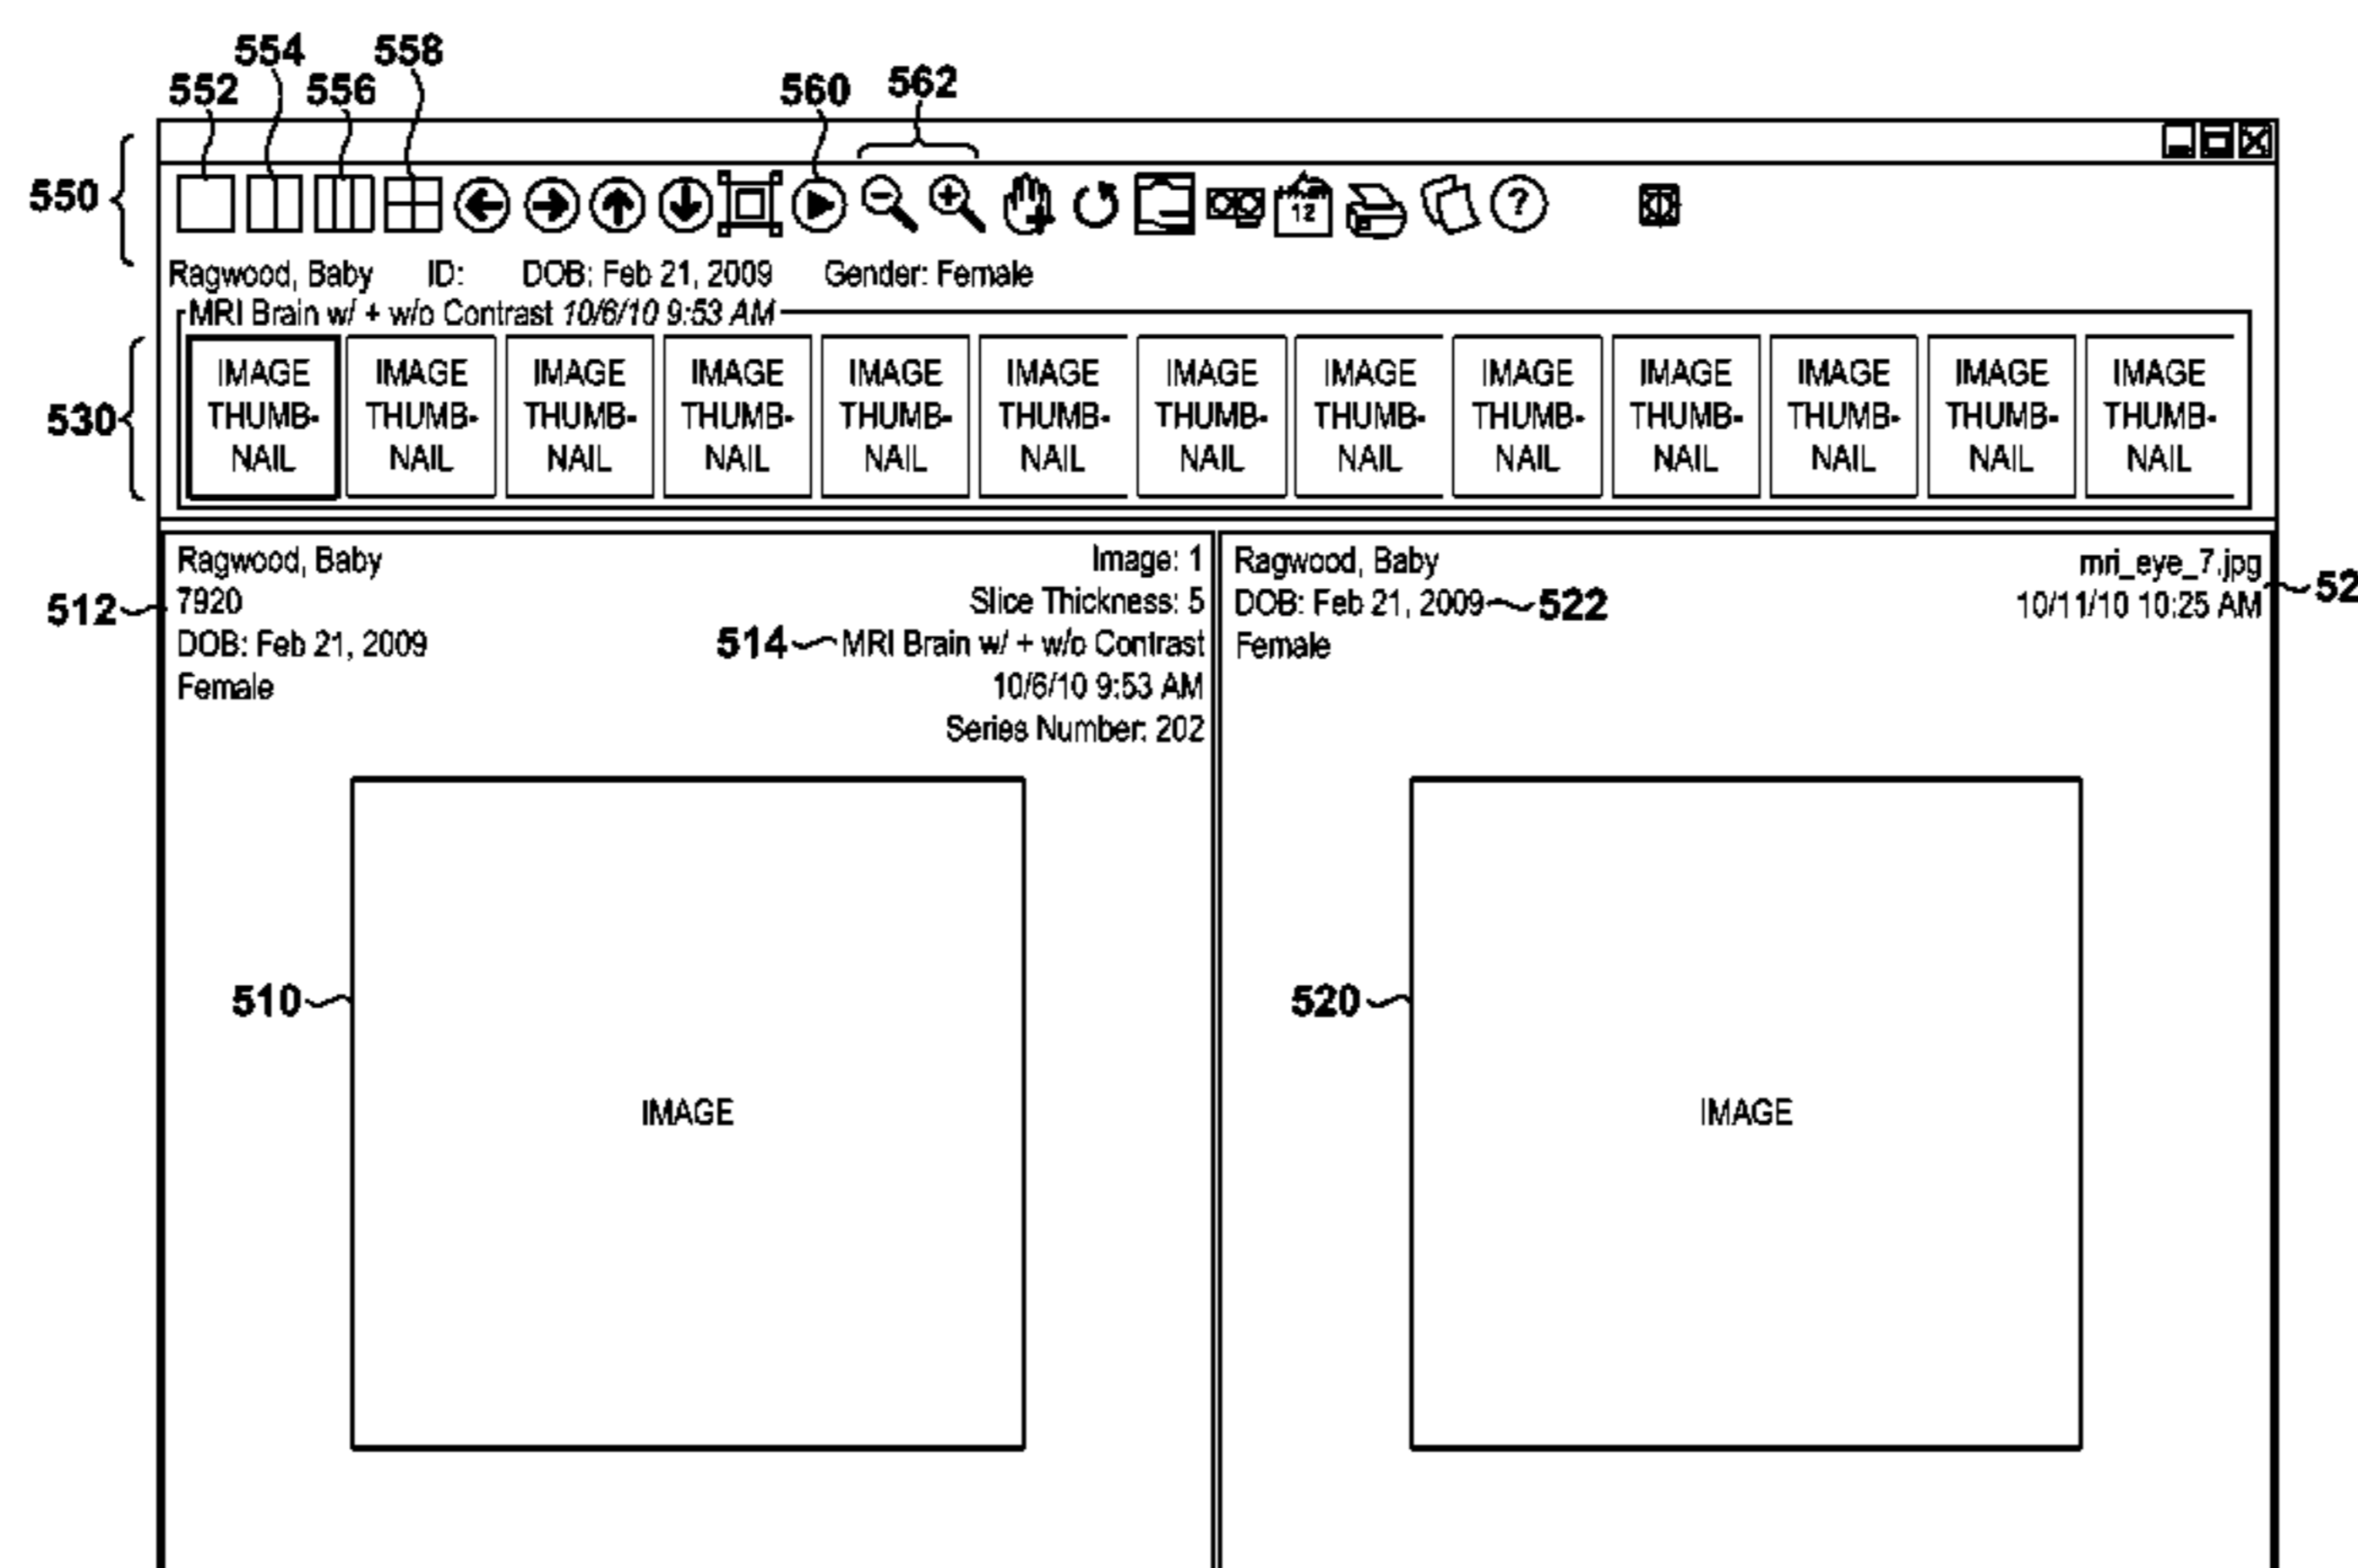 554 558
552 556 560 562
550
12 ?
Ragwood, Baby ID: DOB: Feb 21, 2009 Gender: Female
MRI Brain w/ + w/o Contrast 10/6/10 9:53 AM
530
IMAGE THUMB-NAIL IMAGE THUMB-NAIL IMAGE THUMB-NAIL IMAGE THUMB-NAIL IMAGE THUMB-NAIL IMAGE THUMB-NAIL IMAGE THUMB-NAIL IMAGE THUMB-NAIL IMAGE THUMB-NAIL IMAGE THUMB-NAIL IMAGE THUMB-NAIL IMAGE THUMB-NAIL IMAGE THUMB-NAIL
Ragwood, Baby
512 7920
DOB: Feb 21, 2009
Female
Image: 1
Slice Thickness: 5
514 MRI Brain w/ + w/o Contrast
10/6/10 9:53 AM
Series Number: 202
510
IMAGE
Ragwood, Baby
DOB: Feb 21, 2009 522
Female
mri_eye_7.jpg
10/11/10 10:25 AM
520
IMAGE